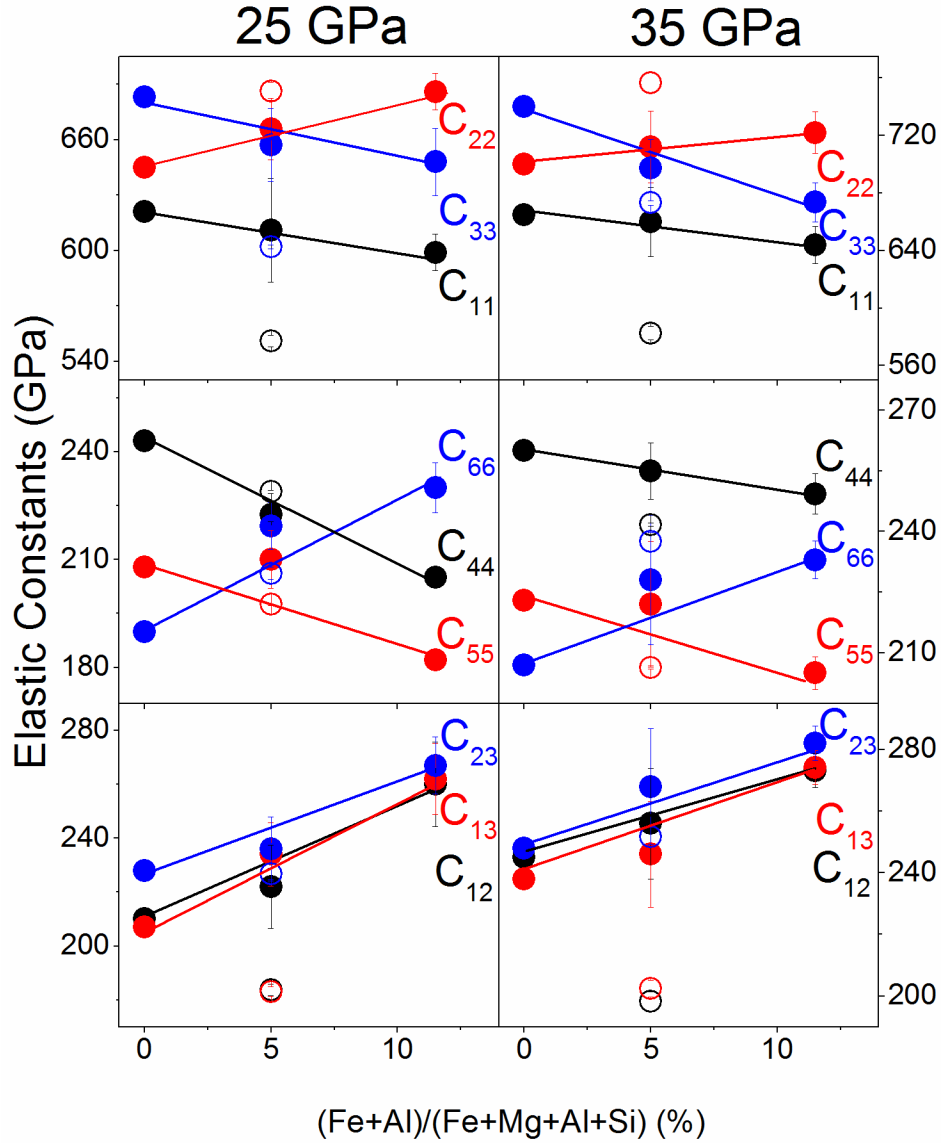 25 GPa 35 GPa
Elastic Constants (GPa)
660
600
540
C22
C33
C11
720
640
560
C22
C33
C11
240
210
180
C66
C44
C55
270
240
210
C44
C66
C55
280
240
200
C23
C13
C12
280
240
200
C23
C13
C12
0 5 10 0 5 10
(Fe+Al)/(Fe+Mg+Al+Si) (%)